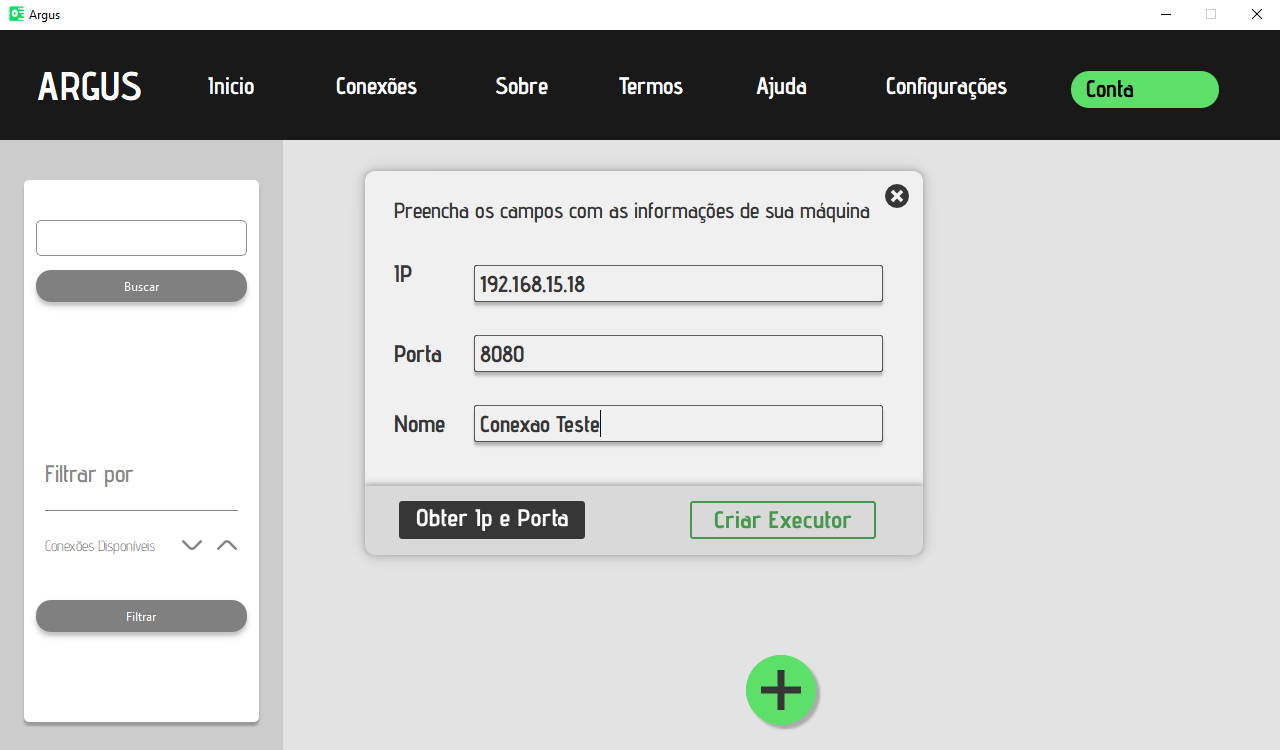 Argus
ARGUS Inicio Conexões Sobre Termos Ajuda Configurações Conta
Buscar
Filtrar por
Conexões Disponíveis
Filtrar
Preencha os campos com as informações de sua máquina
IP 192.168.15.18
Porta 8080
Nome Conexao Teste
Obter Ip e Porta Criar Executor